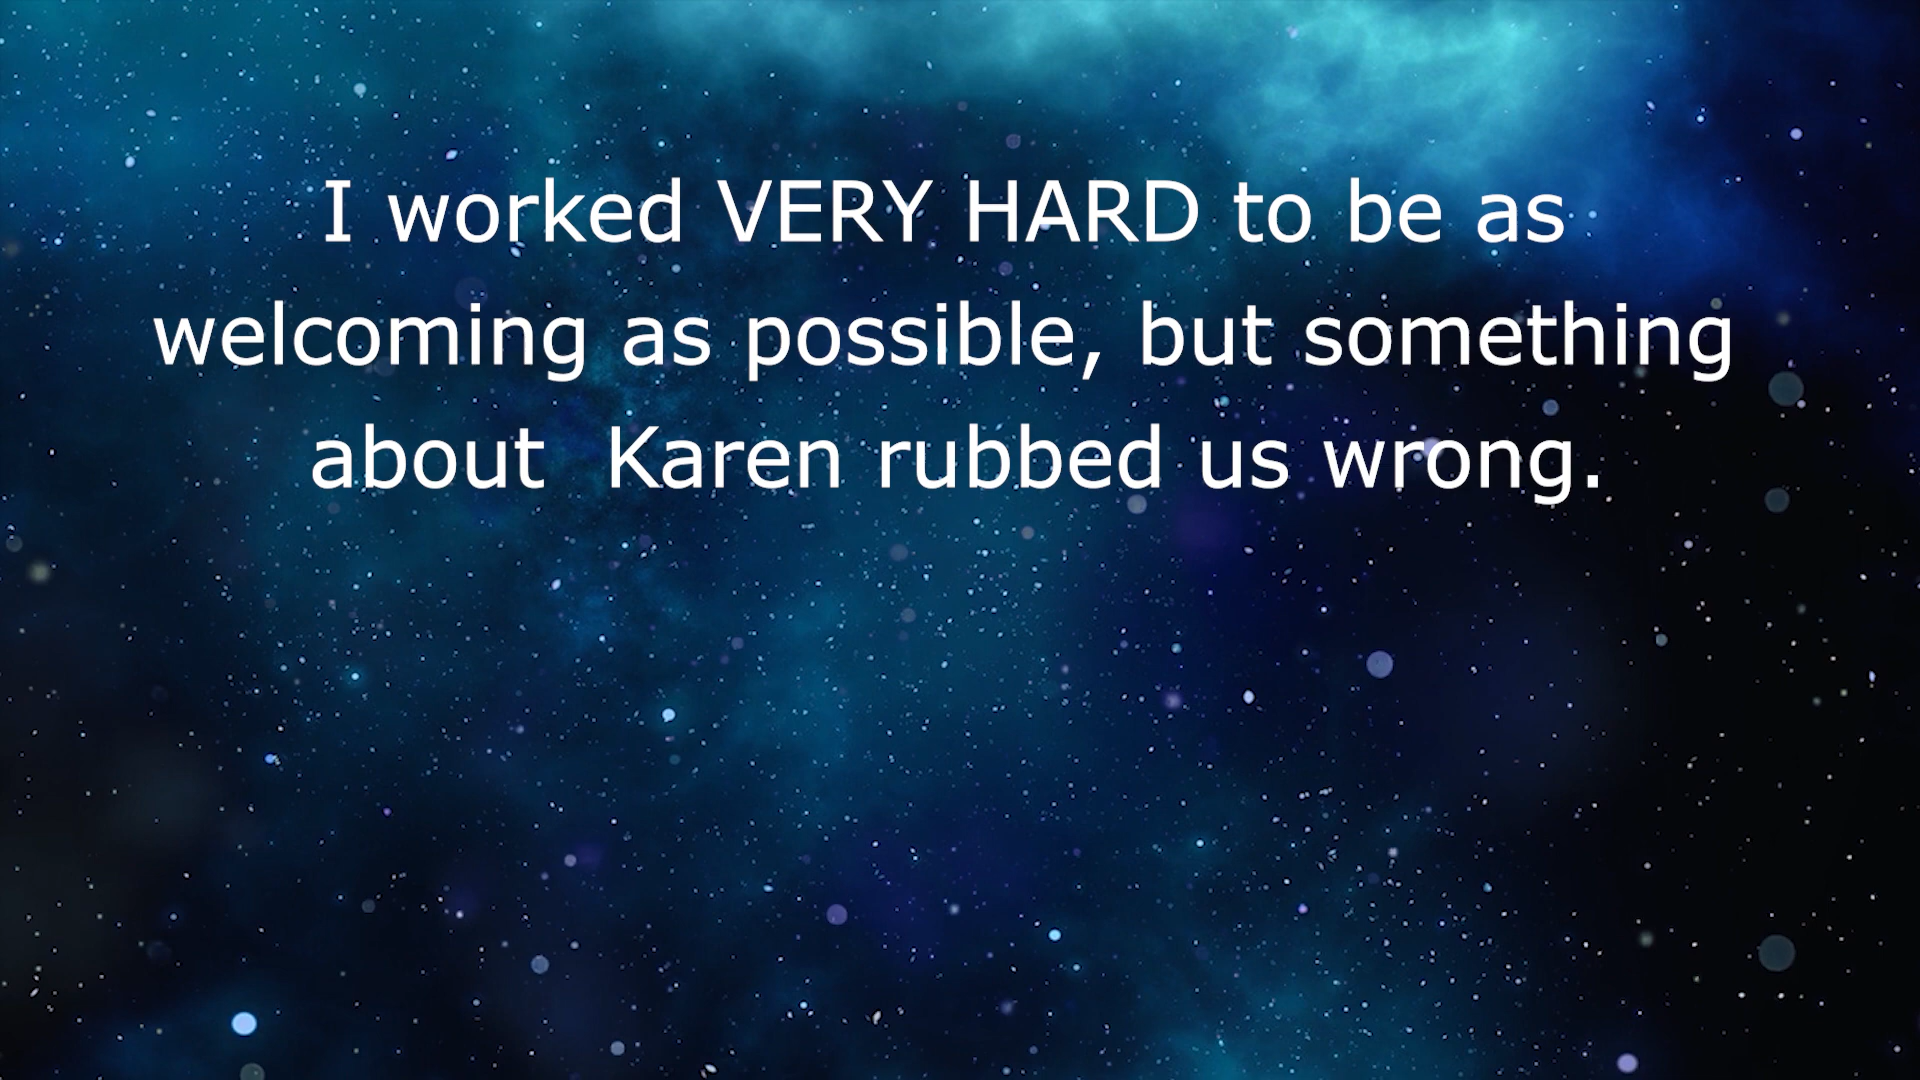 I worked VERY HARD to be as
welcoming as possible, but something
about  Karen rubbed us wrong.